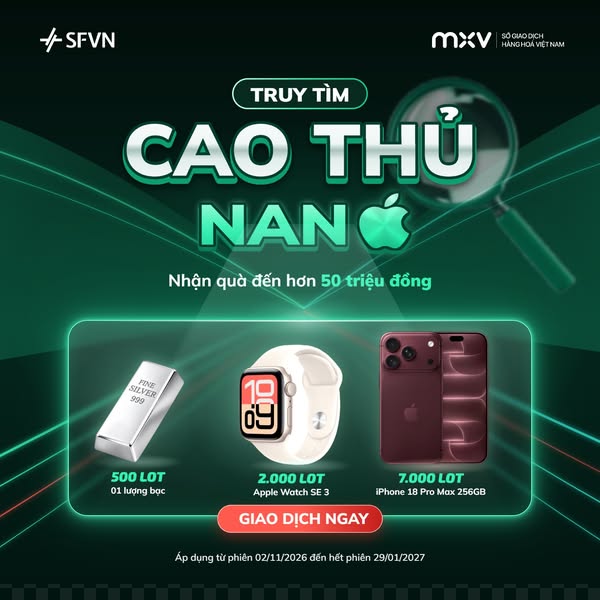 SFVN
mxv
SỞ GIAO DỊCH
HÀNG HOÁ VIỆT NAM
TRUY TÌM
CAO THỦ
NAN
Nhận quà đến hơn 50 triệu đồng
FINE
SILVER
999
10
09
500 LOT
01 lượng bạc
2.000 LOT
Apple Watch SE 3
7.000 LOT
iPhone 18 Pro Max 256GB
GIAO DỊCH NGAY
Áp dụng từ phiên 02/11/2026 đến hết phiên 29/01/2027